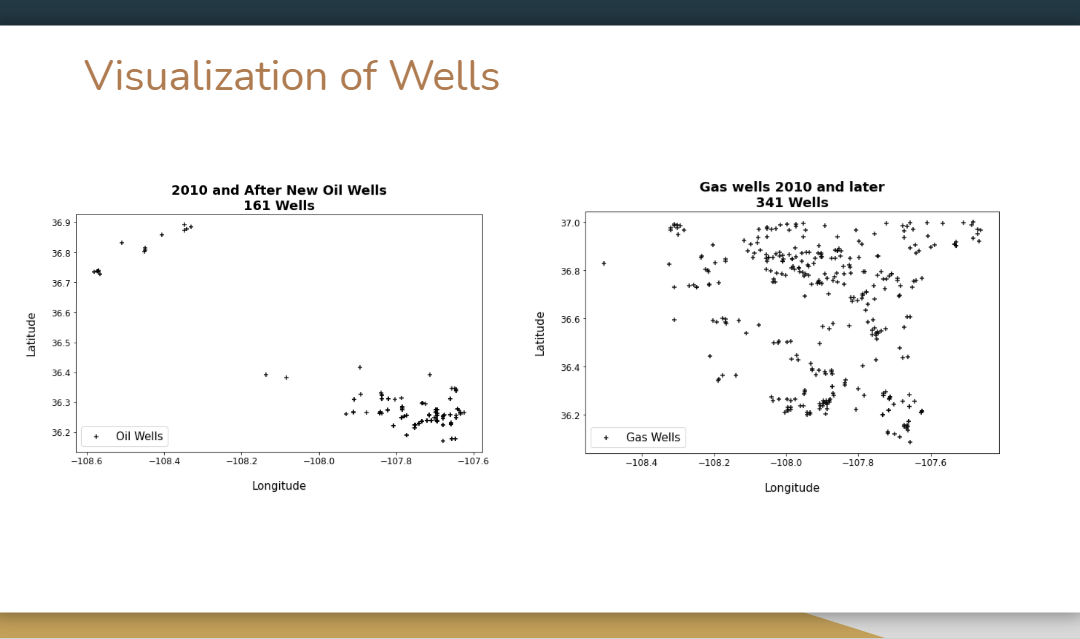 Visualization of Wells
2010 and After New Oil Wells
161 Wells
36.9
36.8
36.7
36.6
36.5
36.4
36.3
36.2
Latitude
Oil Wells
−108.6
−108.4
−108.2
−108.0
−107.8
−107.6
Longitude
Gas wells 2010 and later
341 Wells
37.0
36.8
36.6
36.4
36.2
Latitude
Gas Wells
−108.4
−108.2
−108.0
−107.8
−107.6
Longitude